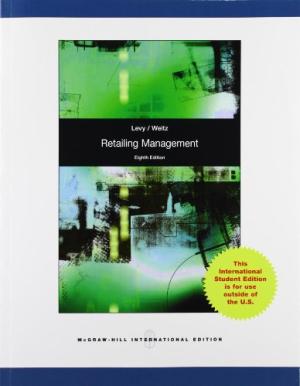 Levy / Weitz
Retailing Management
Eighth Edition
This
International
Student Edition
is for use
outside of
the U.S.
McGRAW-HILL INTERNATIONAL EDITION